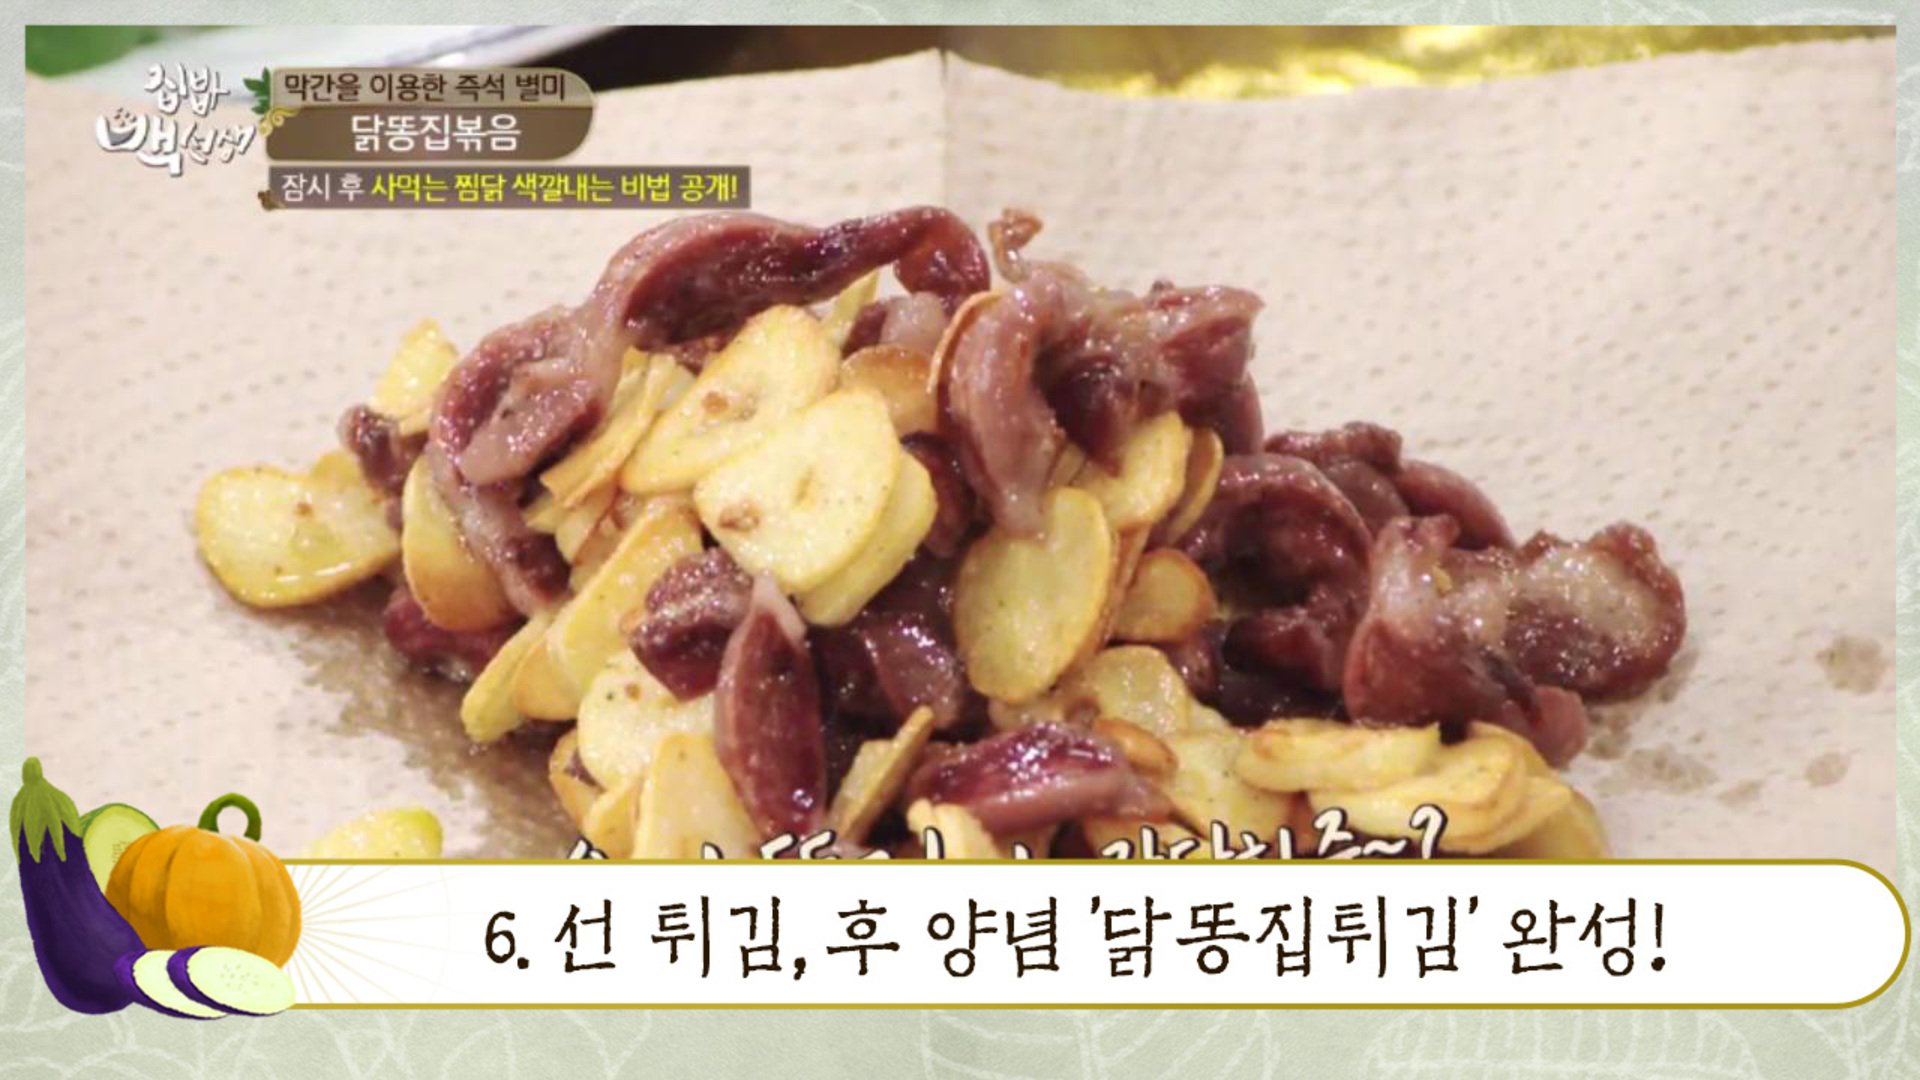 집밥
백선생
막간을 이용한 즉석 별미
닭똥집볶음
잠시 후 사먹는 찜닭 색깔내는 비법 공개!
6. 선 튀김, 후 양념 '닭똥집튀김' 완성!